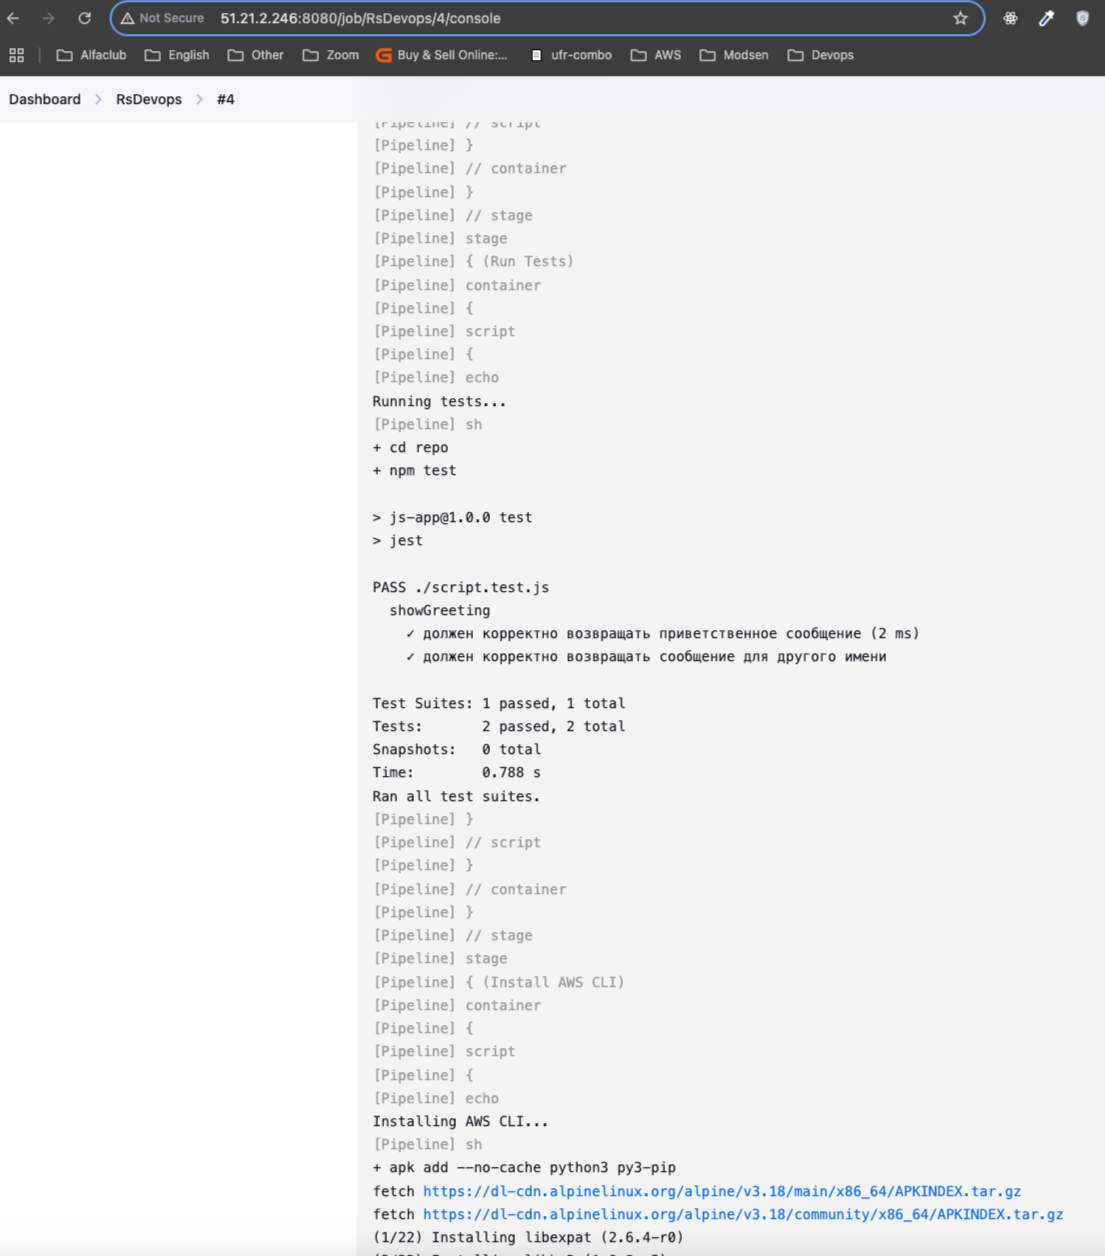 Not Secure 51.21.2.246:8080/job/RsDevops/4/console
Alfaclub English Other Zoom Buy & Sell Online:... ufr-combo AWS Modsen Devops
Dashboard > RsDevops > #4
[Pipeline] // script
[Pipeline] }
[Pipeline] // container
[Pipeline] }
[Pipeline] // stage
[Pipeline] stage
[Pipeline] { (Run Tests)
[Pipeline] container
[Pipeline] {
[Pipeline] script
[Pipeline] {
[Pipeline] echo
Running tests...
[Pipeline] sh
+ cd repo
+ npm test
> js-app@1.0.0 test
> jest
PASS ./script.test.js
showGreeting
✓ должен корректно возвращать приветственное сообщение (2 ms)
✓ должен корректно возвращать сообщение для другого имени
Test Suites: 1 passed, 1 total
Tests: 2 passed, 2 total
Snapshots: 0 total
Time: 0.788 s
Ran all test suites.
[Pipeline] }
[Pipeline] // script
[Pipeline] }
[Pipeline] // container
[Pipeline] }
[Pipeline] // stage
[Pipeline] stage
[Pipeline] { (Install AWS CLI)
[Pipeline] container
[Pipeline] {
[Pipeline] script
[Pipeline] {
[Pipeline] echo
Installing AWS CLI...
[Pipeline] sh
+ apk add --no-cache python3 py3-pip
fetch https://dl-cdn.alpinelinux.org/alpine/v3.18/main/x86_64/APKINDEX.tar.gz
fetch https://dl-cdn.alpinelinux.org/alpine/v3.18/community/x86_64/APKINDEX.tar.gz
(1/22) Installing libexpat (2.6.4-r0)